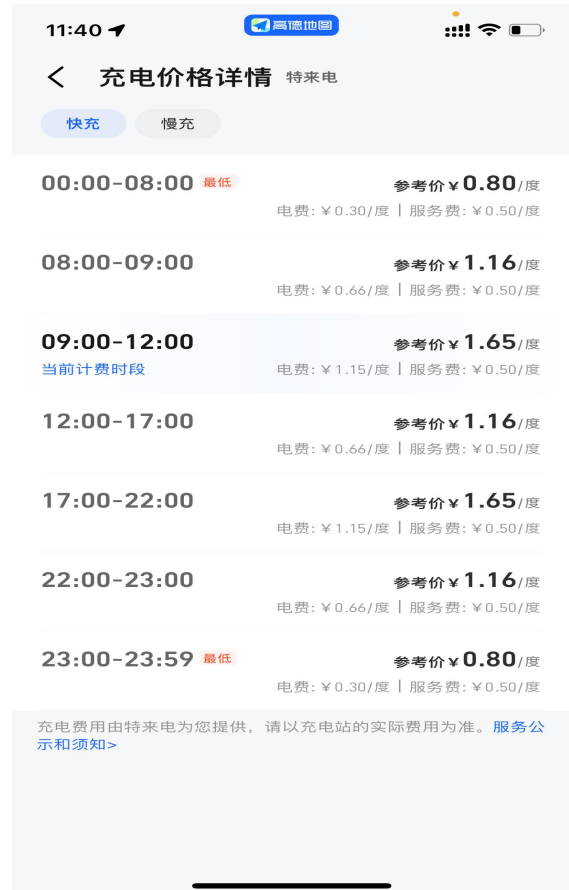 11:40
高德地图
充电价格详情 特来电
快充 慢充
00:00-08:00 最低 参考价¥0.80/度
电费:¥0.30/度 | 服务费:¥0.50/度
08:00-09:00 参考价¥1.16/度
电费:¥0.66/度 | 服务费:¥0.50/度
09:00-12:00 参考价¥1.65/度
当前计费时段 电费:¥1.15/度 | 服务费:¥0.50/度
12:00-17:00 参考价¥1.16/度
电费:¥0.66/度 | 服务费:¥0.50/度
17:00-22:00 参考价¥1.65/度
电费:¥1.15/度 | 服务费:¥0.50/度
22:00-23:00 参考价¥1.16/度
电费:¥0.66/度 | 服务费:¥0.50/度
23:00-23:59 最低 参考价¥0.80/度
电费:¥0.30/度 | 服务费:¥0.50/度
充电费用由特来电为您提供，请以充电站的实际费用为准。服务公
示和须知>